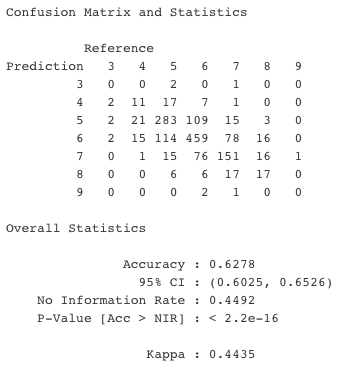 Confusion Matrix and Statistics
Reference
Prediction 3 4 5 6 7 8 9
3 0 0 2 0 1 0 0
4 2 11 17 7 1 0 0
5 2 21 283 109 15 3 0
6 2 15 114 459 78 16 0
7 0 1 15 76 151 16 1
8 0 0 6 6 17 17 0
9 0 0 0 2 1 0 0
Overall Statistics
Accuracy : 0.6278
95% CI : (0.6025, 0.6526)
No Information Rate : 0.4492
P-Value [Acc > NIR] : < 2.2e-16
Kappa : 0.4435